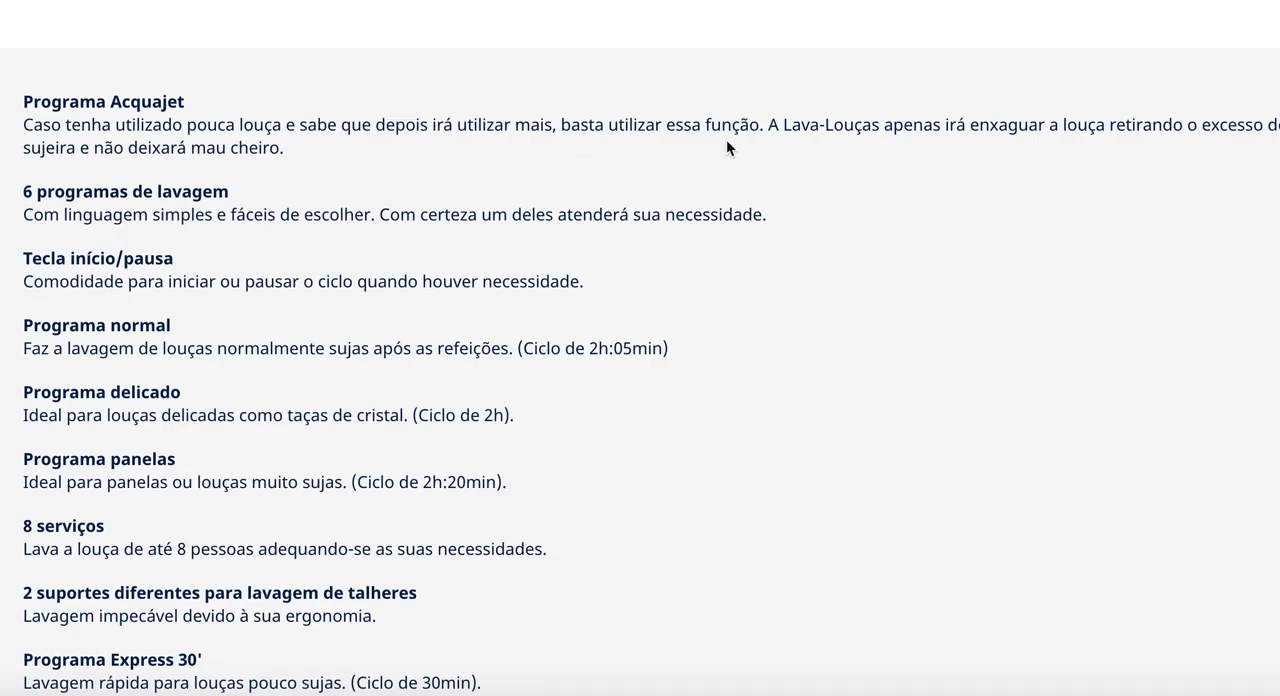 Programa Acquajet
Caso tenha utilizado pouca louça e sabe que depois irá utilizar mais, basta utilizar essa função. A Lava-Louças apenas irá enxaguar a louça retirando o excesso
sujeira e não deixará mau cheiro.
6 programas de lavagem
Com linguagem simples e fáceis de escolher. Com certeza um deles atenderá sua necessidade.
Tecla início/pausa
Comodidade para iniciar ou pausar o ciclo quando houver necessidade.
Programa normal
Faz a lavagem de louças normalmente sujas após as refeições. (Ciclo de 2h:05min)
Programa delicado
Ideal para louças delicadas como taças de cristal. (Ciclo de 2h).
Programa panelas
Ideal para panelas ou louças muito sujas. (Ciclo de 2h:20min).
8 serviços
Lava a louça de até 8 pessoas adequando-se as suas necessidades.
2 suportes diferentes para lavagem de talheres
Lavagem impecável devido à sua ergonomia.
Programa Express 30'
Lavagem rápida para louças pouco sujas. (Ciclo de 30min).